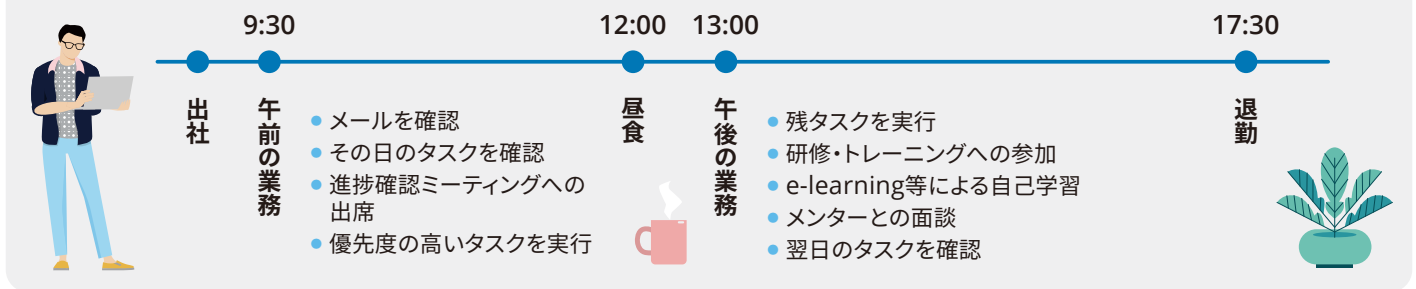 9:30
12:00
13:00
17:30
出社
午前の業務
メールを確認
その日のタスクを確認
進捗確認ミーティングへの
出席
優先度の高いタスクを実行
昼食
午後の業務
残タスクを実行
研修・トレーニングへの参加
e-learning等による自己学習
メンターとの面談
翌日のタスクを確認
退勤